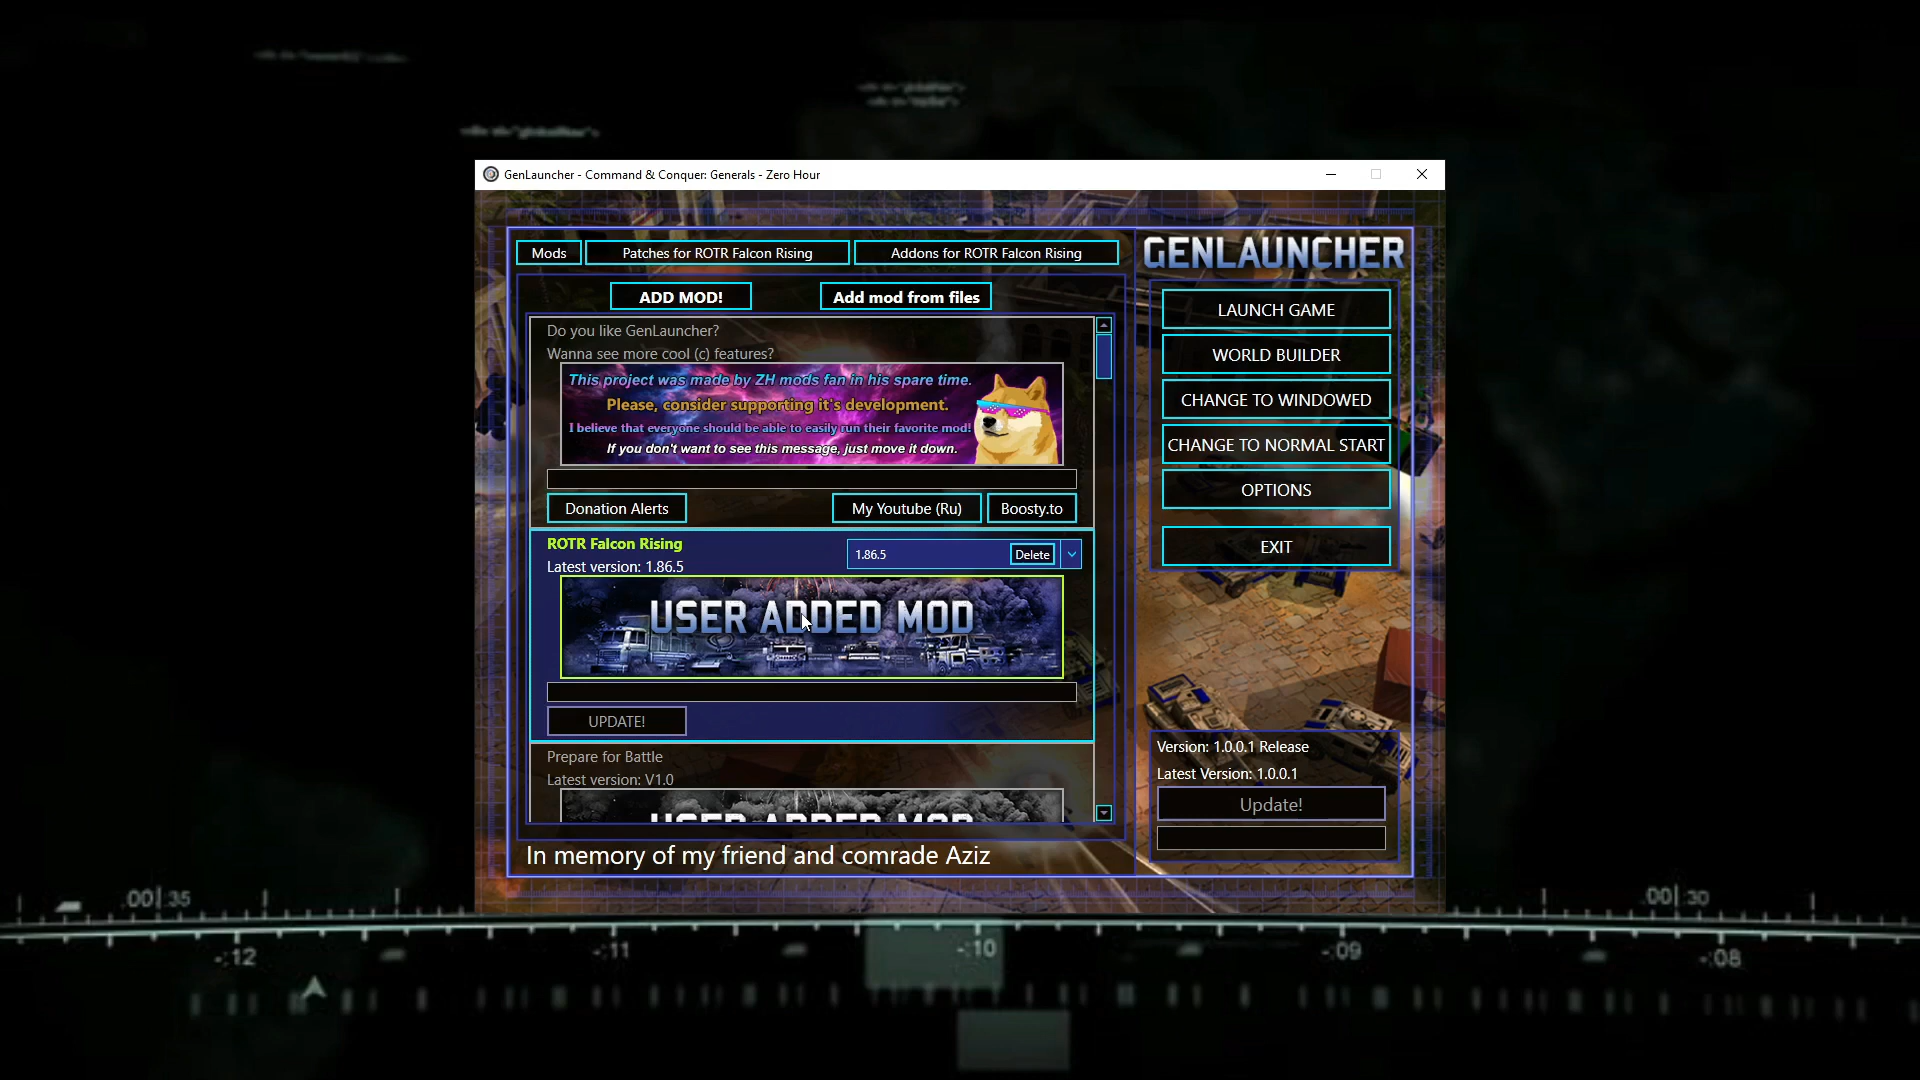 GenLauncher - Command & Conquer: Generals - Zero Hour
Mods
Patches for ROTR Falcon Rising
Addons for ROTR Falcon Rising
GENLAUNCHER
ADD MOD!
Add mod from files
Do you like GenLauncher?
Wanna see more cool (c) features?
This project was made by ZH mods fan in his spare time.
Please, consider supporting it's development.
I believe that everyone should be able to easily run their favorite mod!
If you don't want to see this message, just move it down.
Donation Alerts
My Youtube (Ru)
Boosty.to
ROTR Falcon Rising
Latest version: 1.86.5
1.86.5
Delete
USER ADDED MOD
UPDATE!
Prepare for Battle
Latest version: V1.0
USER ADDED MOD
In memory of my friend and comrade Aziz
LAUNCH GAME
WORLD BUILDER
CHANGE TO WINDOWED
CHANGE TO NORMAL START
OPTIONS
EXIT
Version: 1.0.0.1 Release
Latest Version: 1.0.0.1
Update!
00 35
00 30
-:12
-:11
-:10
-:09
-:08